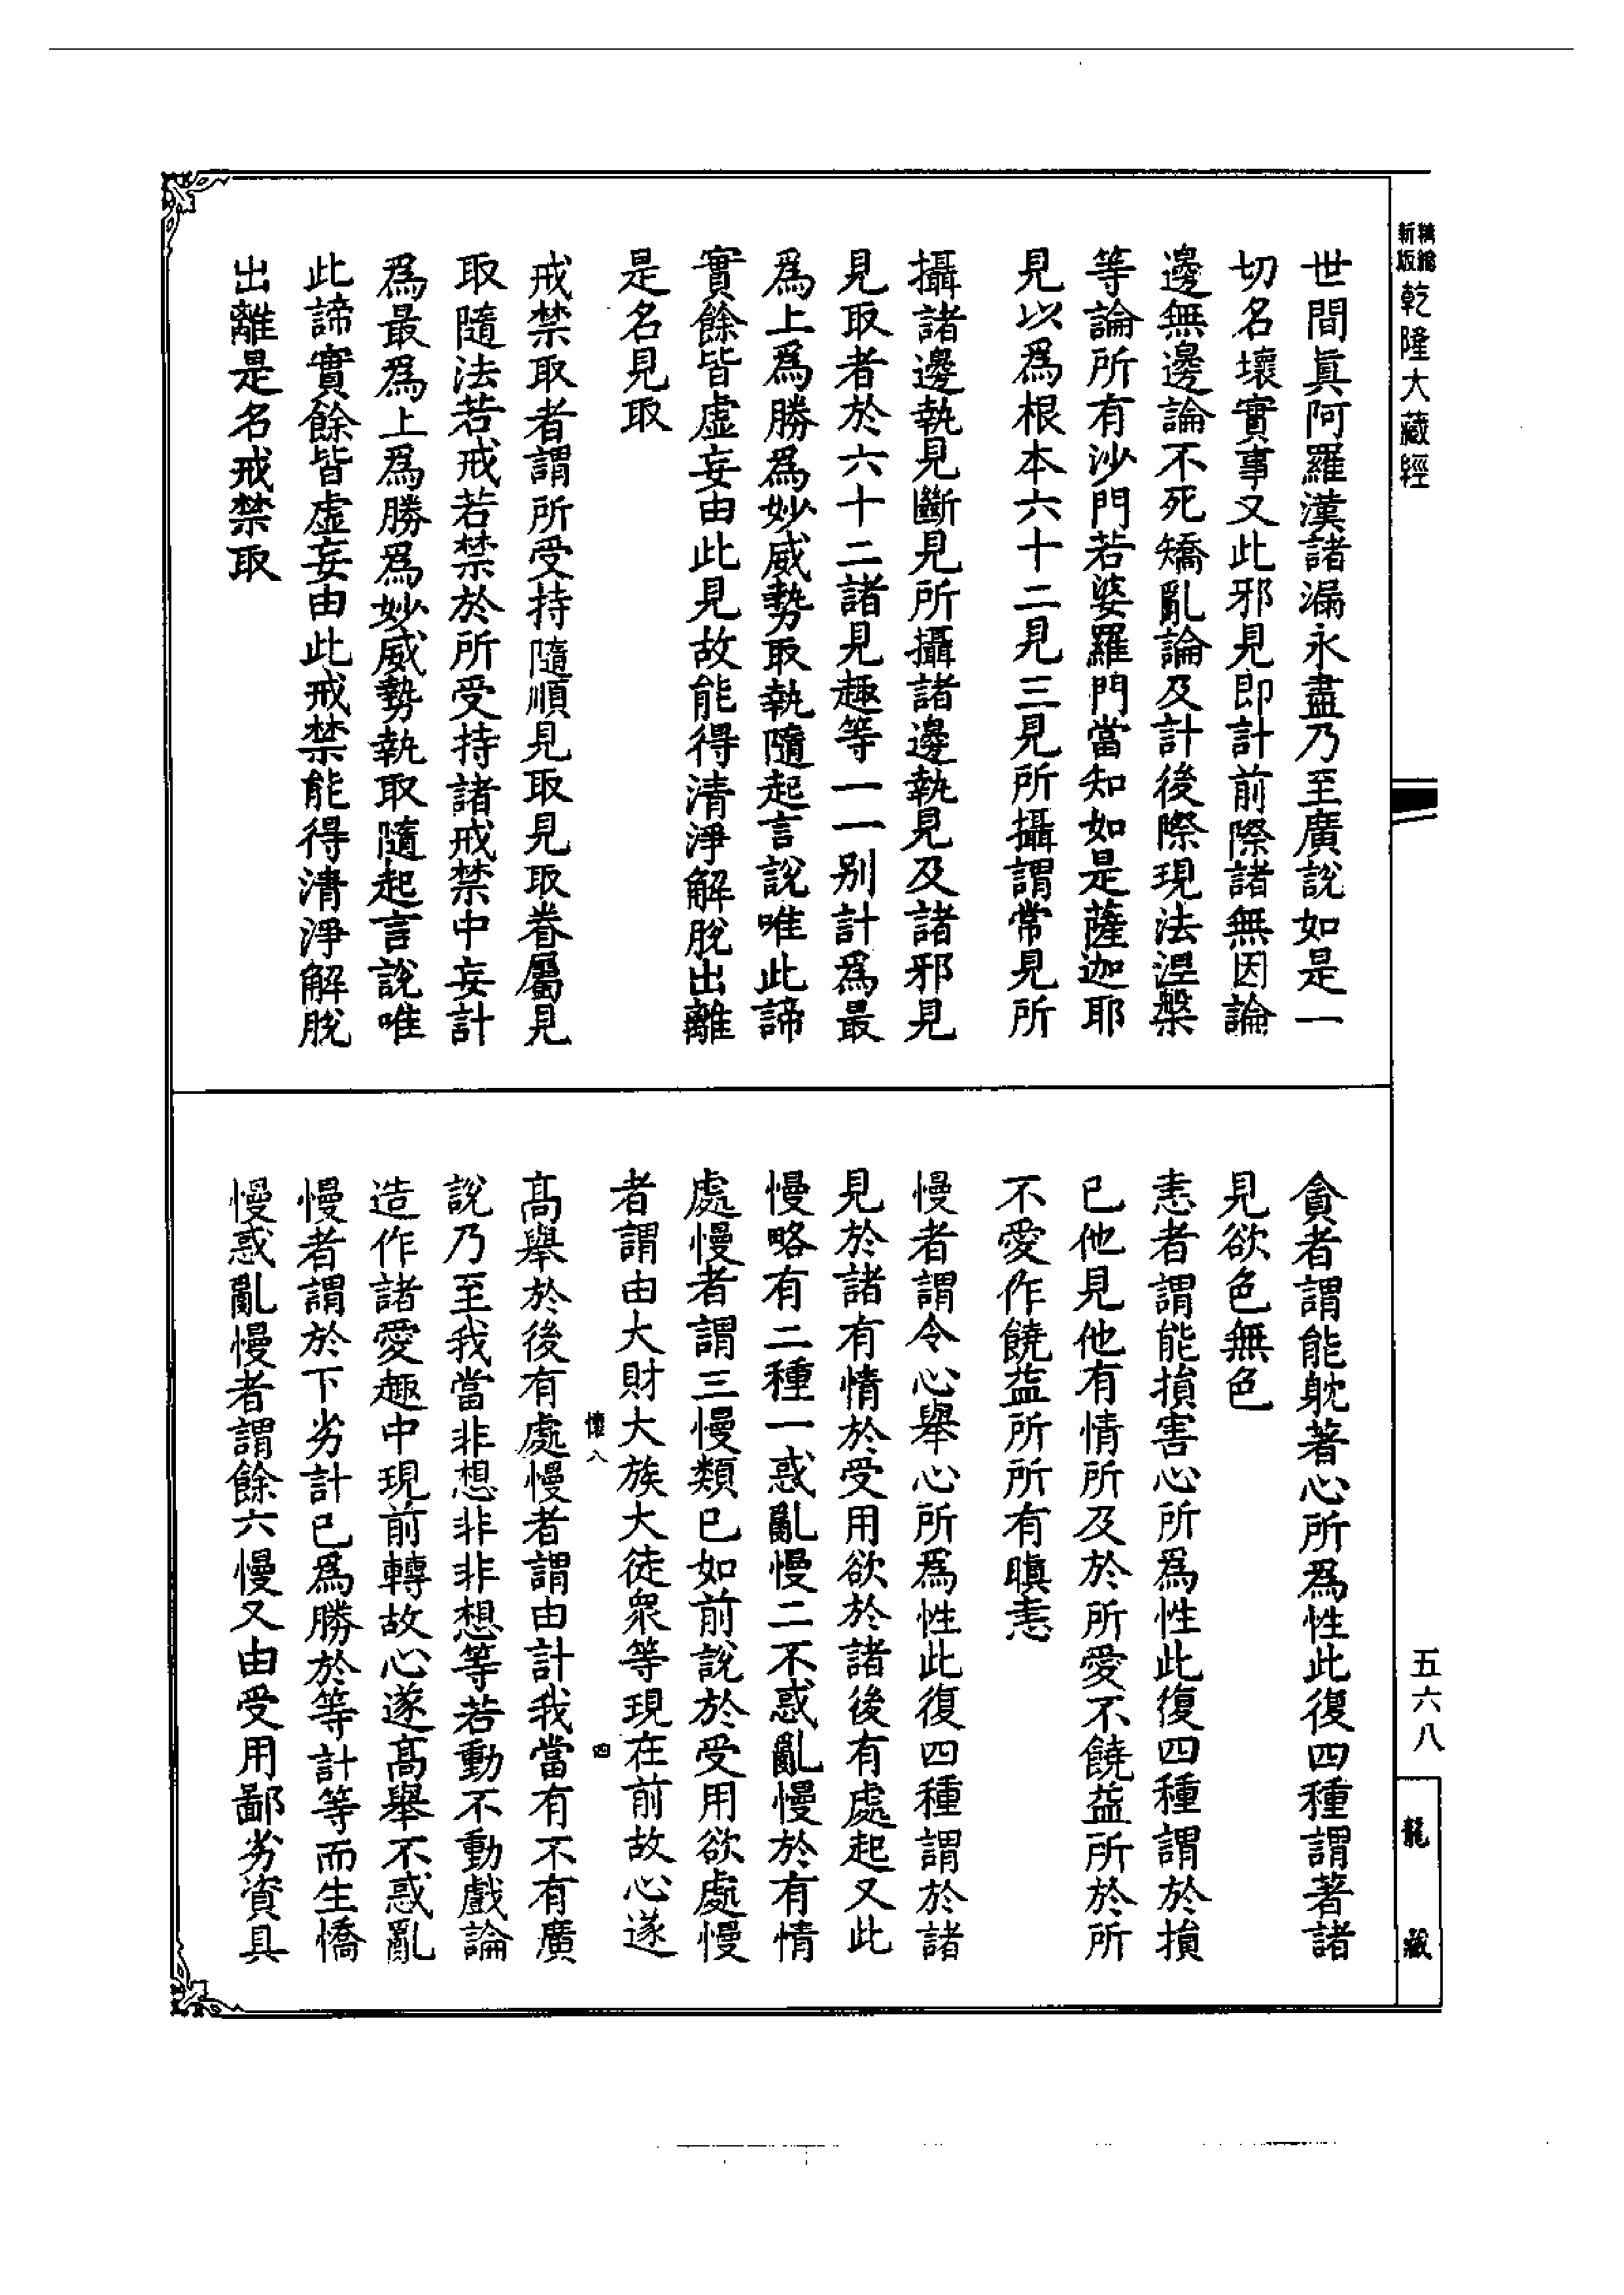 新版精縮乾隆大藏經
世間眞阿羅漢諸漏永盡乃至廣說如是一
切名壞實事又此邪見即計前際諸無因論
邊無邊論不死矯亂論及計後際現法涅槃
等論所有沙門若婆羅門當知如是薩迦耶
見以爲根本六十二見三見所攝謂常見所
攝諸邊執見斷見所攝諸邊執見及諸邪見
見取者於六十二諸見趣等一一別計爲最
爲上爲勝爲妙威勢取執隨起言說唯此諦
實餘皆虛妄由此見故能得清淨解脫出離
是名見取
戒禁取者謂所受持隨順見取見取眷屬見
取隨法若戒若禁於所受持諸戒禁中妄計
爲最爲上爲勝爲妙威勢執取隨起言說唯
此諦實餘皆虛妄由此戒禁能得清淨解脫
出離是名戒禁取
貪者謂能躭著心所爲性此復四種謂著諸
見欲色無色
恚者謂能損害心所爲性此復四種謂於損
已他見他有情所及於所愛不饒益所於所
不愛作饒益所所有瞋恚
慢者謂令心舉心所爲性此復四種謂於諸
見於諸有情於受用欲於諸後有處起又此
慢略有二種一惑亂慢二不惑亂慢於有情
處慢者謂三慢類已如前說於受用欲處慢
者謂由大財大族大徒衆等現在前故心遂
懷八
四
高舉於後有處慢者謂由計我當有不有廣
說乃至我當非想非非想等若動不動戲論
造作諸愛趣中現前轉故心遂高舉不惑亂
慢者謂於下劣計已爲勝於等計等而生憍
慢惑亂慢者謂餘六慢又由受用鄙劣資具
五六八
龍藏